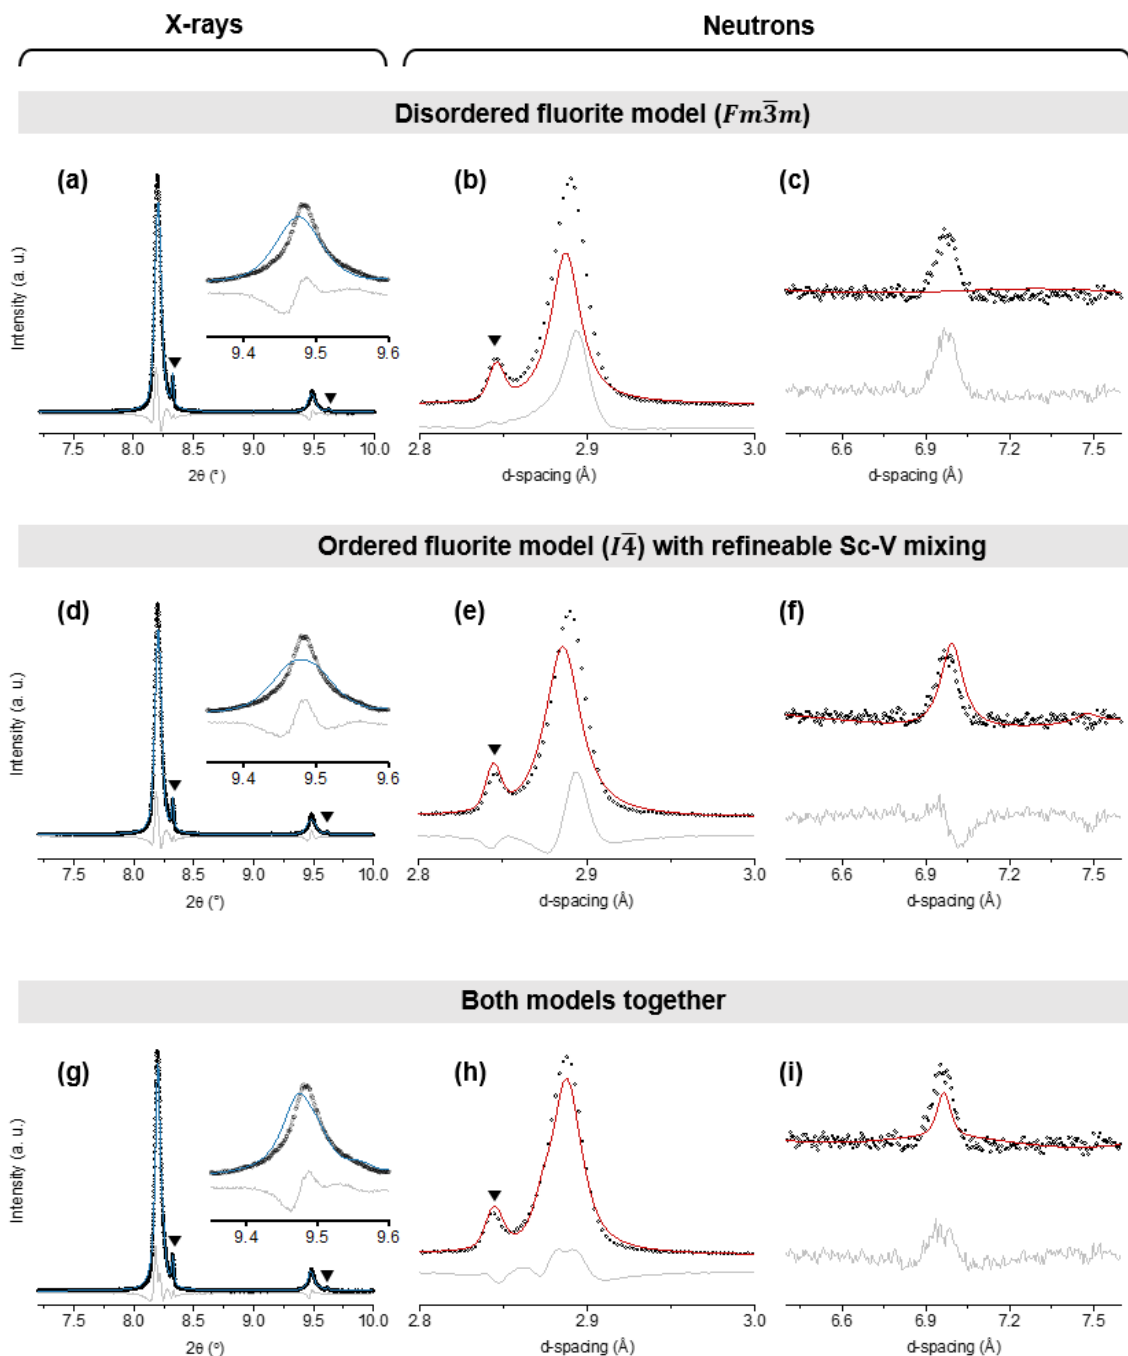 X-rays Neutrons
Disordered fluorite model (Fm3̅m)
(a) (b) (c)
Intensity (a. u.)
9.4 9.5 9.6
7.5 8.0 8.5 9.0 9.5 10.0
2θ (°)
2.8 2.9 3.0
d-spacing (Å)
6.6 6.9 7.2 7.5
d-spacing (Å)
Ordered fluorite model (I4̅) with refineable Sc-V mixing
(d) (e) (f)
Intensity (a. u.)
9.4 9.5 9.6
7.5 8.0 8.5 9.0 9.5 10.0
2θ (°)
2.8 2.9 3.0
d-spacing (Å)
6.6 6.9 7.2 7.5
d-spacing (Å)
Both models together
(g) (h) (i)
Intensity (a. u.)
9.4 9.5 9.6
7.5 8.0 8.5 9.0 9.5 10.0
2θ (°)
2.8 2.9 3.0
d-spacing (Å)
6.6 6.9 7.2 7.5
d-spacing (Å)